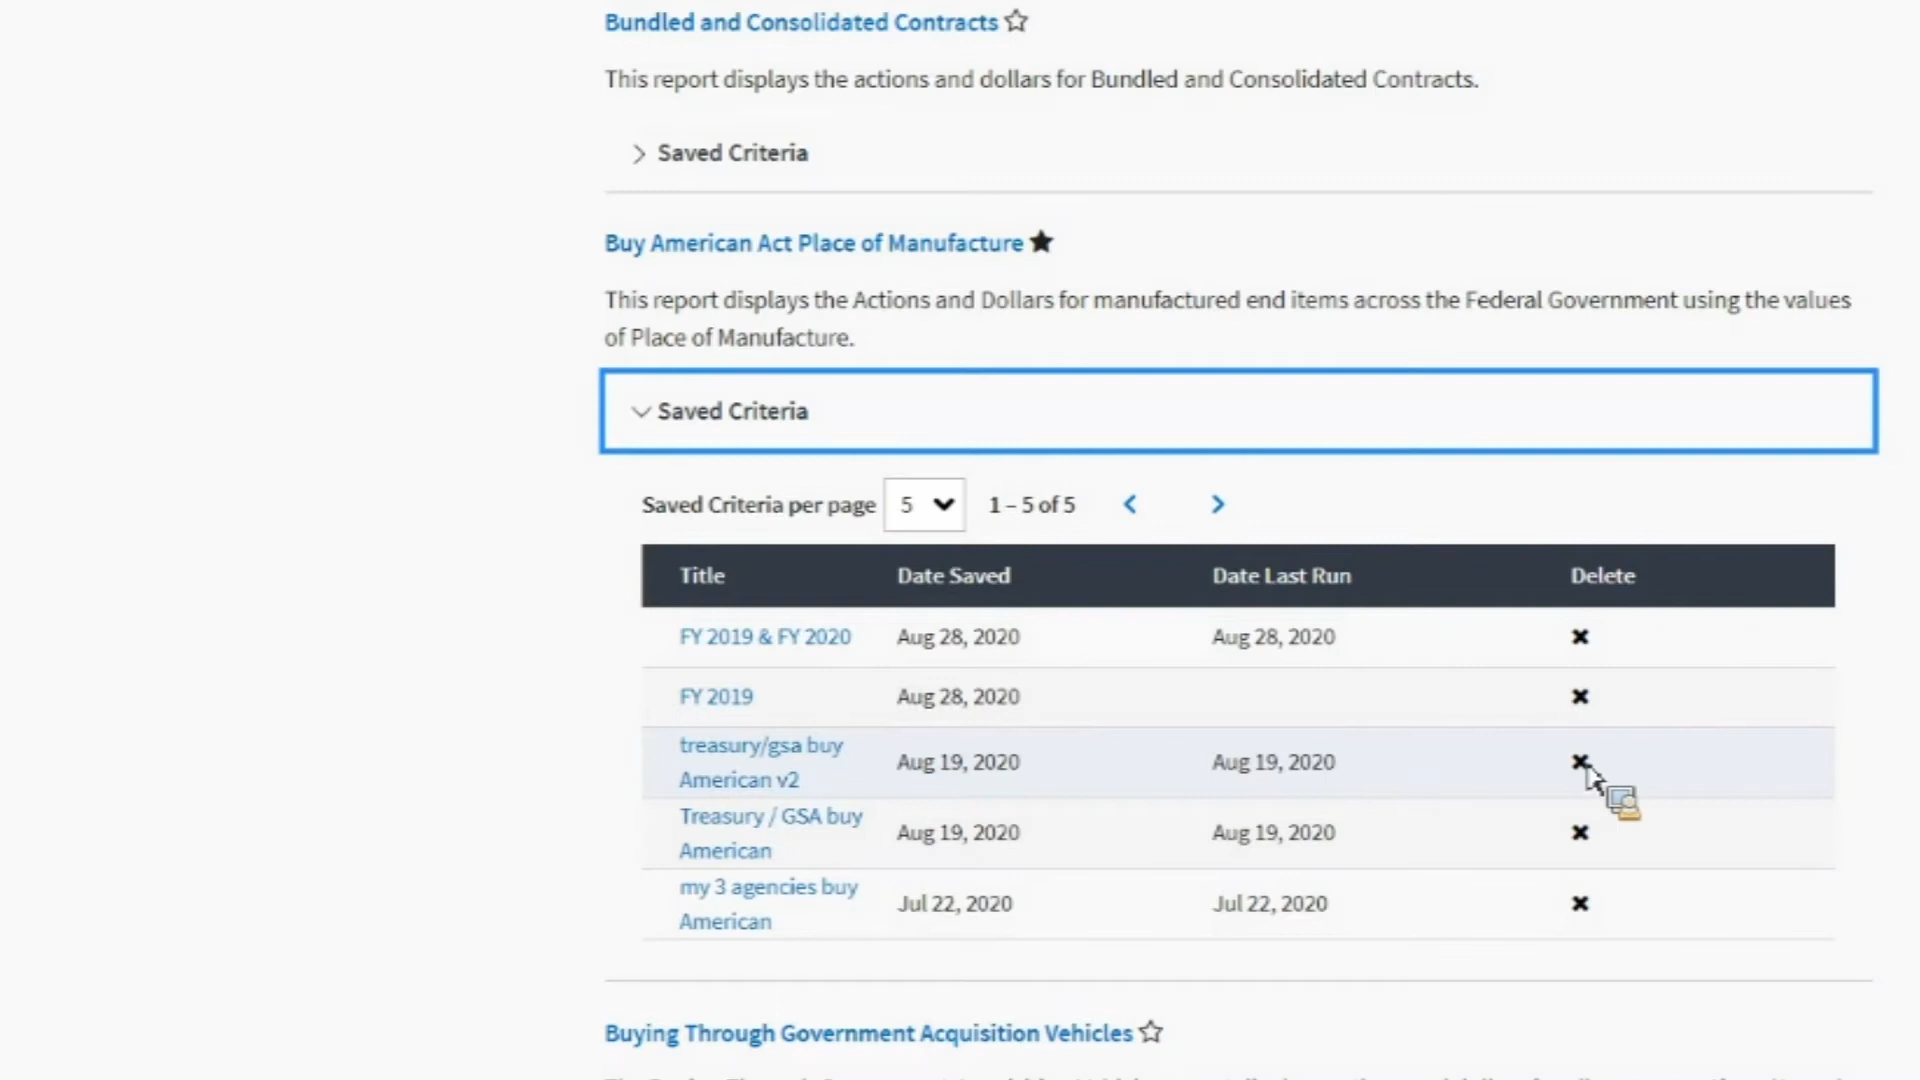 Bundled and Consolidated Contracts
This report displays the actions and dollars for Bundled and Consolidated Contracts.
Saved Criteria
Buy American Act Place of Manufacture
This report displays the Actions and Dollars for manufactured end items across the Federal Government using the values
of Place of Manufacture.
Saved Criteria
Saved Criteria per page 5 1 – 5 of 5
Title Date Saved Date Last Run Delete
FY 2019 & FY 2020 Aug 28, 2020 Aug 28, 2020
FY 2019 Aug 28, 2020
treasury/gsa buy
American v2 Aug 19, 2020 Aug 19, 2020
Treasury / GSA buy
American Aug 19, 2020 Aug 19, 2020
my 3 agencies buy
American Jul 22, 2020 Jul 22, 2020
Buying Through Government Acquisition Vehicles